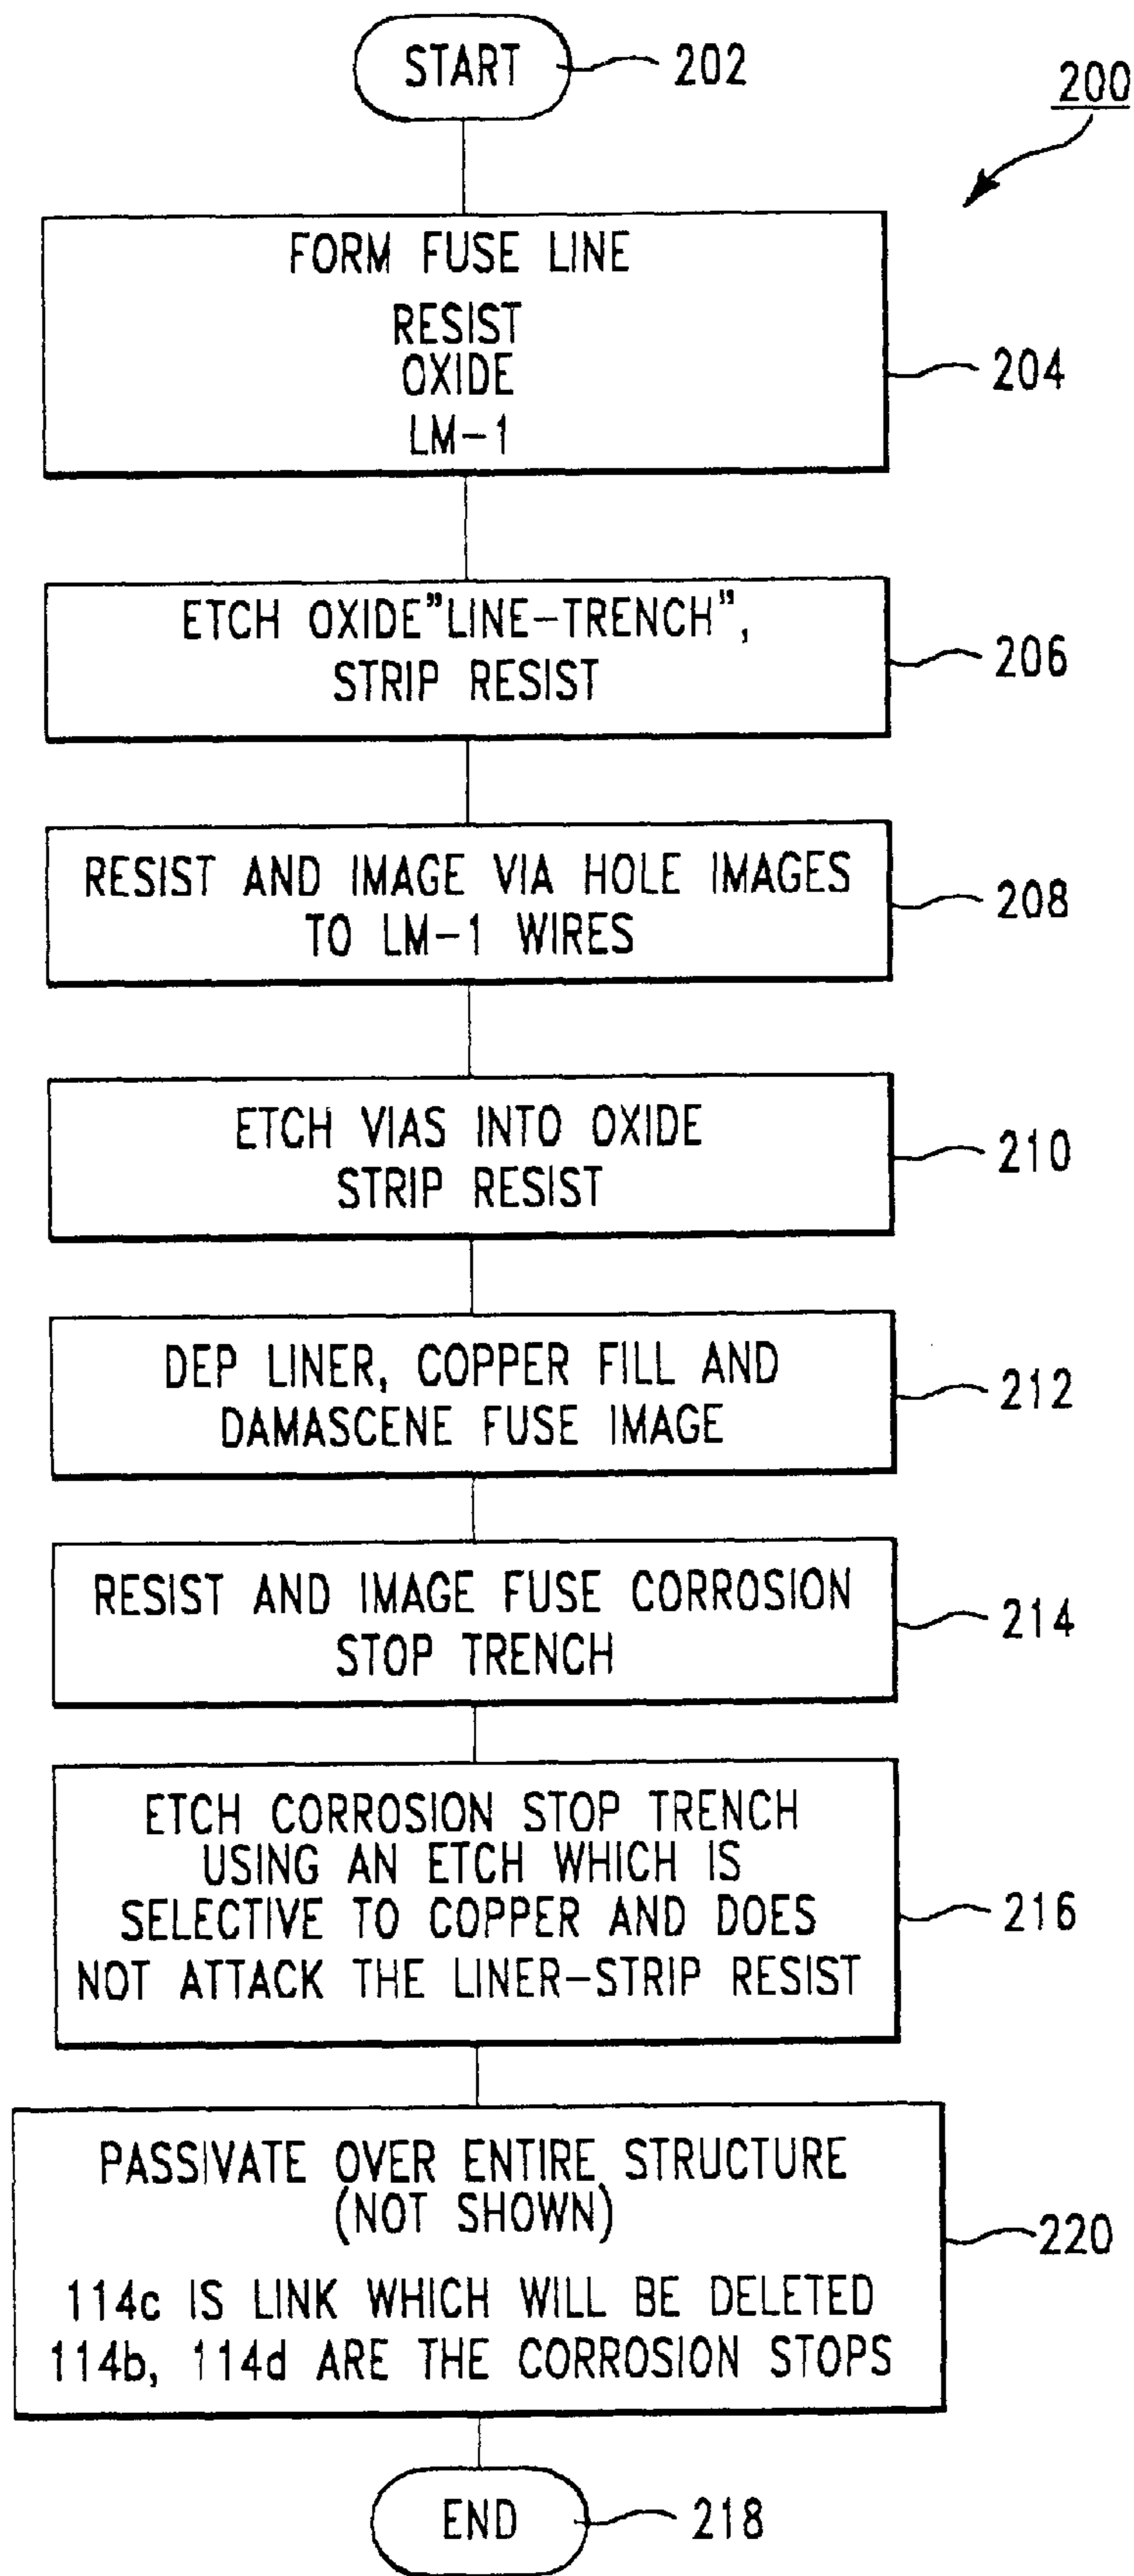 START
202
200
FORM FUSE LINE
RESIST
OXIDE
LM-1
204
ETCH OXIDE"LINE-TRENCH",
STRIP RESIST
206
RESIST AND IMAGE VIA HOLE IMAGES
TO LM-1 WIRES
208
ETCH VIAS INTO OXIDE
STRIP RESIST
210
DEP LINER, COPPER FILL AND
DAMASCENE FUSE IMAGE
212
RESIST AND IMAGE FUSE CORROSION
STOP TRENCH
214
ETCH CORROSION STOP TRENCH
USING AN ETCH WHICH IS
SELECTIVE TO COPPER AND DOES
NOT ATTACK THE LINER-STRIP RESIST
216
PASSIVATE OVER ENTIRE STRUCTURE
(NOT SHOWN)
114c IS LINK WHICH WILL BE DELETED
114b, 114d ARE THE CORROSION STOPS
220
END
218